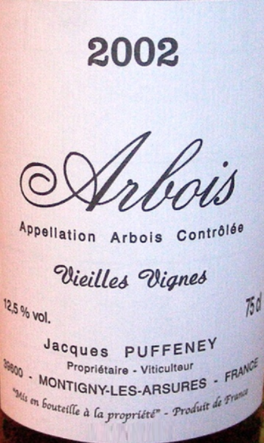 2002
Arbois
Appellation Arbois Contrôlée
Vieilles Vignes
12,5 % vol.
75 cl
Jacques PUFFENEY
Propriétaire - Viticulteur
39600 - MONTIGNY-LES-ARSURES - FRANCE
"Mis en bouteille à la propriété" - Produit de France